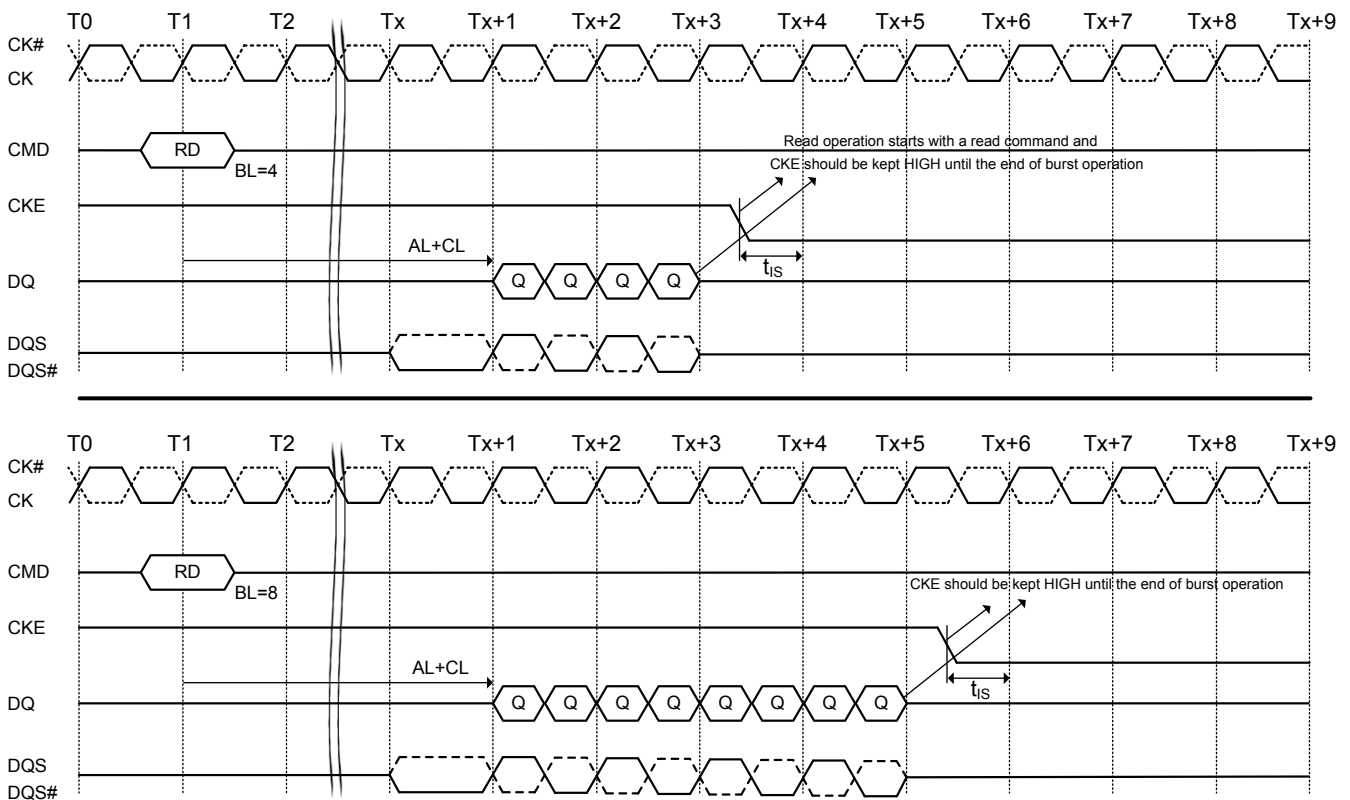 T0 T1 T2 Tx Tx+1 Tx+2 Tx+3 Tx+4 Tx+5 Tx+6 Tx+7 Tx+8 Tx+9
CK#
CK
CMD RD BL=4
Read operation starts with a read command and
CKE should be kept HIGH until the end of burst operation
CKE
AL+CL
tIS
DQ Q Q Q Q
DQS
DQS#
T0 T1 T2 Tx Tx+1 Tx+2 Tx+3 Tx+4 Tx+5 Tx+6 Tx+7 Tx+8 Tx+9
CK#
CK
CMD RD BL=8
CKE should be kept HIGH until the end of burst operation
CKE
AL+CL
tIS
DQ Q Q Q Q Q Q Q Q
DQS
DQS#